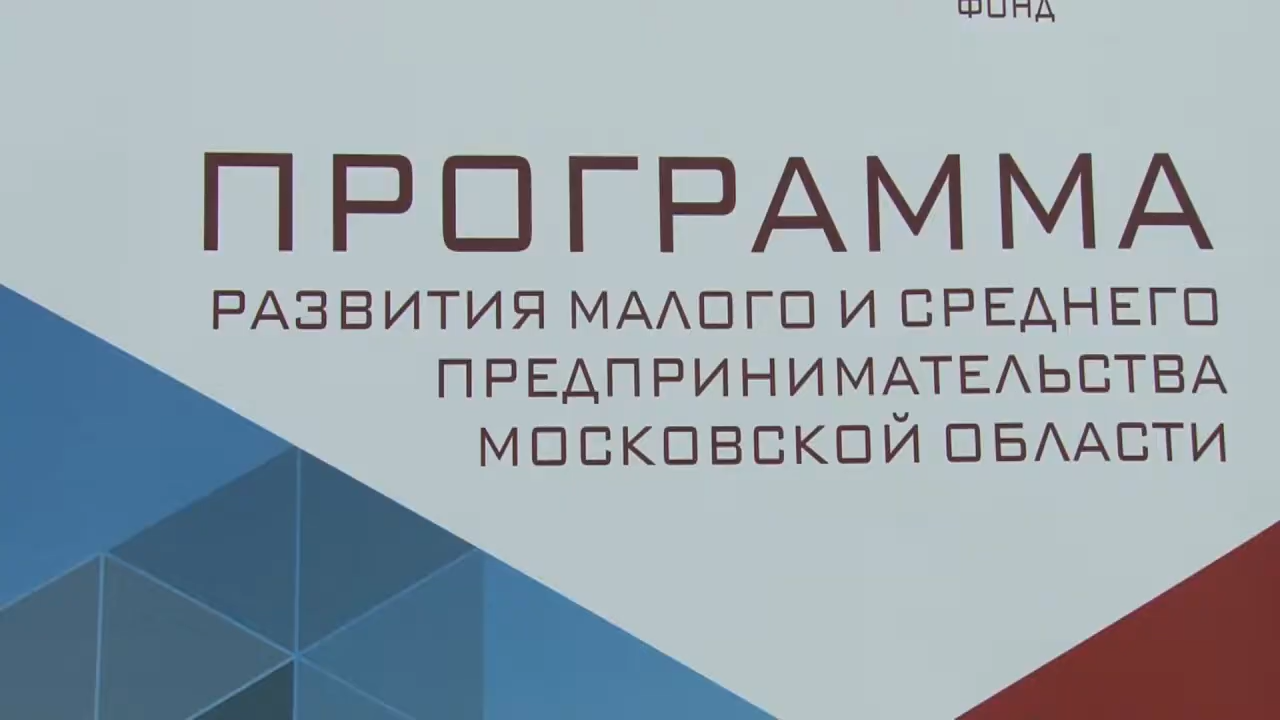 ФОНД
ПРОГРАММА
РАЗВИТИЯ МАЛОГО И СРЕДНЕГО
ПРЕДПРИНИМАТЕЛЬСТВА
МОСКОВСКОЙ ОБЛАСТИ